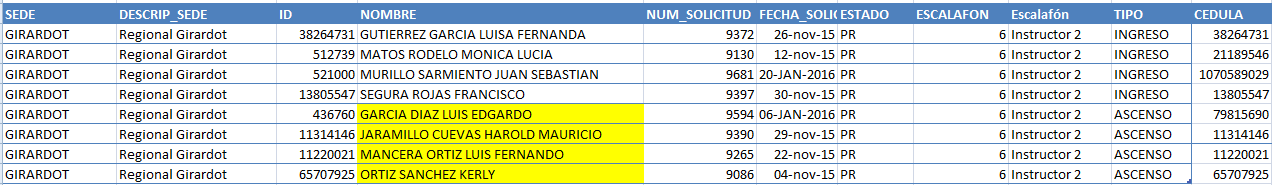 SEDE DESCRIP_SEDE ID NOMBRE NUM_SOLICITUD FECHA_SOLIC ESTADO ESCALAFON Escalafón TIPO CEDULA
GIRARDOT Regional Girardot 38264731 GUTIERREZ GARCIA LUISA FERNANDA 9372 26-nov-15 PR 6 Instructor 2 INGRESO 38264731
GIRARDOT Regional Girardot 512739 MATOS RODELO MONICA LUCIA 9130 12-nov-15 PR 6 Instructor 2 INGRESO 21189546
GIRARDOT Regional Girardot 521000 MURILLO SARMIENTO JUAN SEBASTIAN 9681 20-JAN-2016 PR 6 Instructor 2 INGRESO 1070589029
GIRARDOT Regional Girardot 13805547 SEGURA ROJAS FRANCISCO 9397 30-nov-15 PR 6 Instructor 2 INGRESO 13805547
GIRARDOT Regional Girardot 436760 GARCIA DIAZ LUIS EDGARDO 9594 06-JAN-2016 PR 6 Instructor 2 ASCENSO 79815690
GIRARDOT Regional Girardot 11314146 JARAMILLO CUEVAS HAROLD MAURICIO 9390 29-nov-15 PR 6 Instructor 2 ASCENSO 11314146
GIRARDOT Regional Girardot 11220021 MANCERA ORTIZ LUIS FERNANDO 9265 22-nov-15 PR 6 Instructor 2 ASCENSO 11220021
GIRARDOT Regional Girardot 65707925 ORTIZ SANCHEZ KERLY 9086 04-nov-15 PR 6 Instructor 2 ASCENSO 65707925